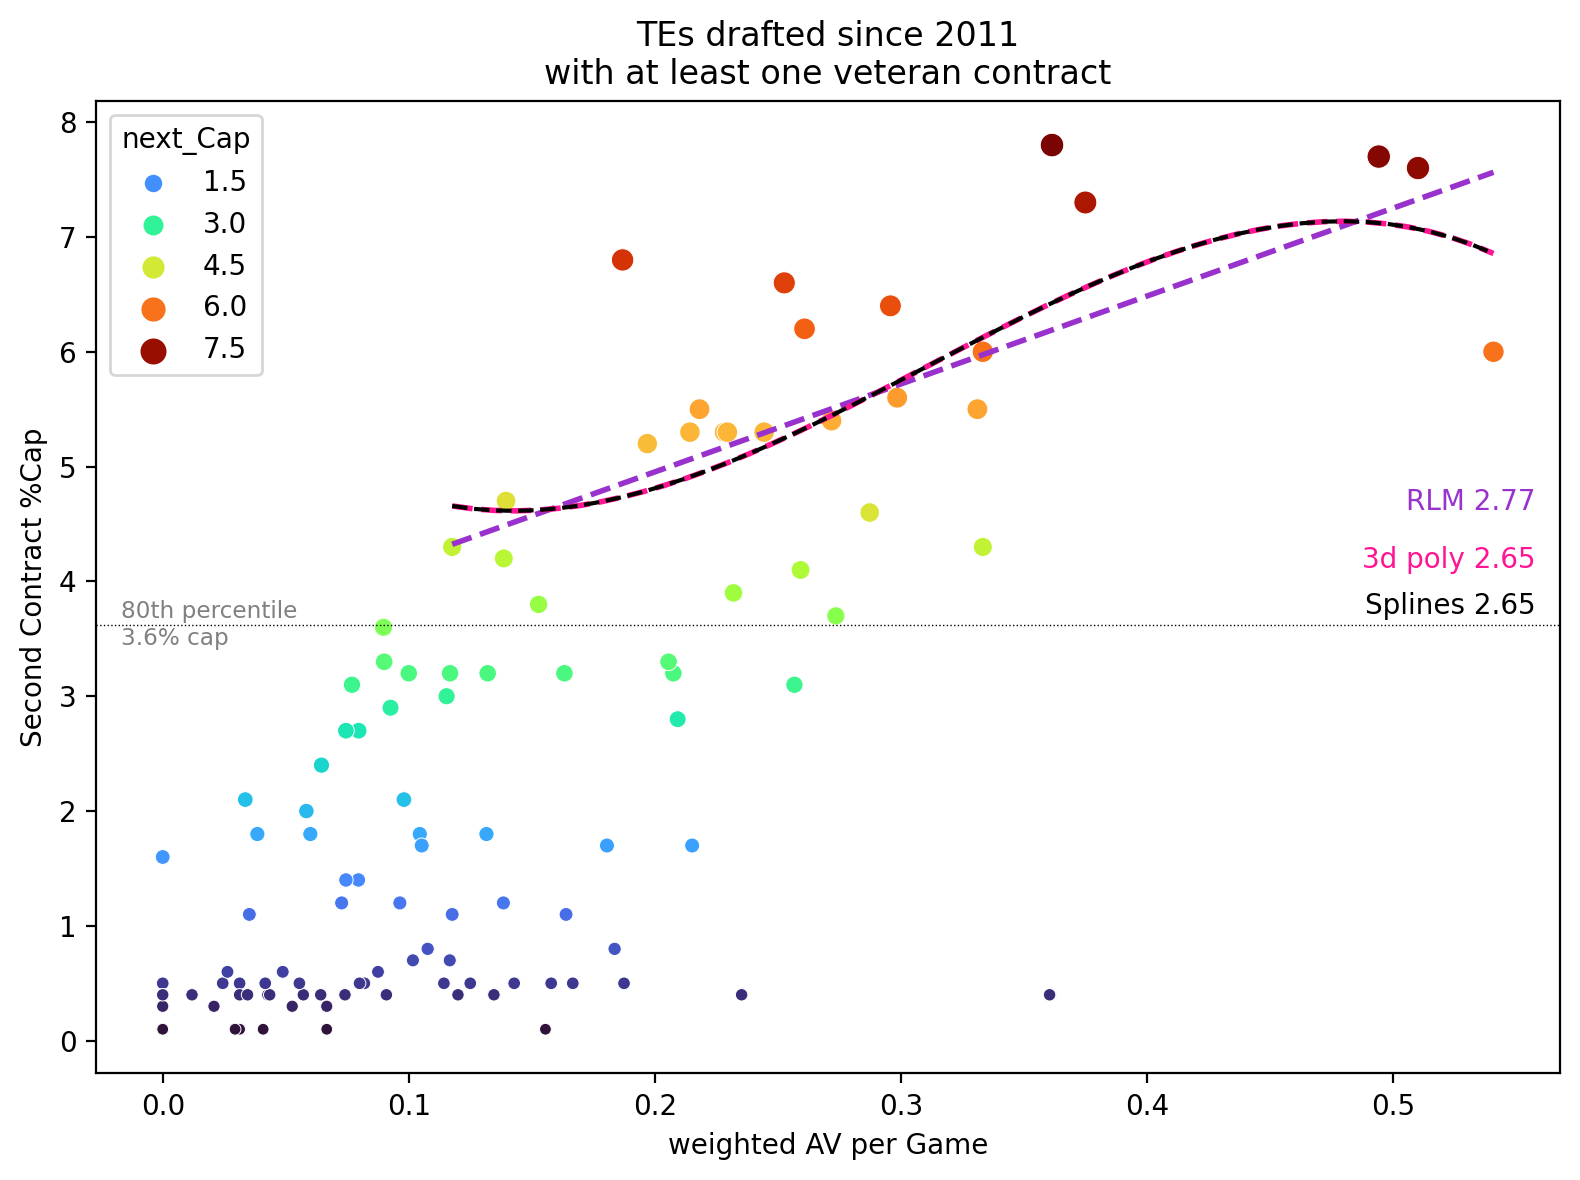 TEs drafted since 2011
with at least one veteran contract
next_Cap
1.5
3.0
4.5
6.0
7.5
8
7
6
5
4
3
2
1
0
Second Contract %Cap
80th percentile
3.6% cap
RLM 2.77
3d poly 2.65
Splines 2.65
0.0
0.1
0.2
0.3
0.4
0.5
weighted AV per Game